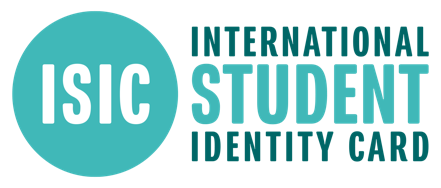 ISIC
INTERNATIONAL
STUDENT
IDENTITY CARD